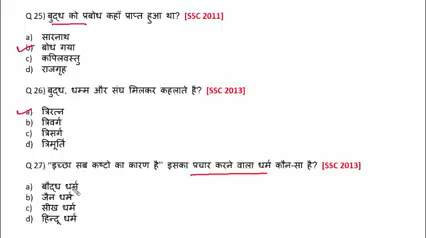 Q 25) बुद्ध को प्रबोध कहाँ प्राप्त हुआ था? [SSC 2011]
a) सारनाथ
b) बोध गया
c) कपिलवस्तु
d) राजगृह
Q 26) बुद्ध, धम्म और संघ मिलकर कहलाते है? [SSC 2013]
a) त्रिरत्न
b) त्रिवर्ग
c) त्रिसर्ग
d) त्रिमूर्ति
Q 27) "इच्छा सब कष्टो का कारण है" इसका प्रचार करने वाला धर्म कौन-सा है? [SSC 2013]
a) बौद्ध धर्म
b) जैन धर्म
c) सीख धर्म
d) हिन्दू धर्म